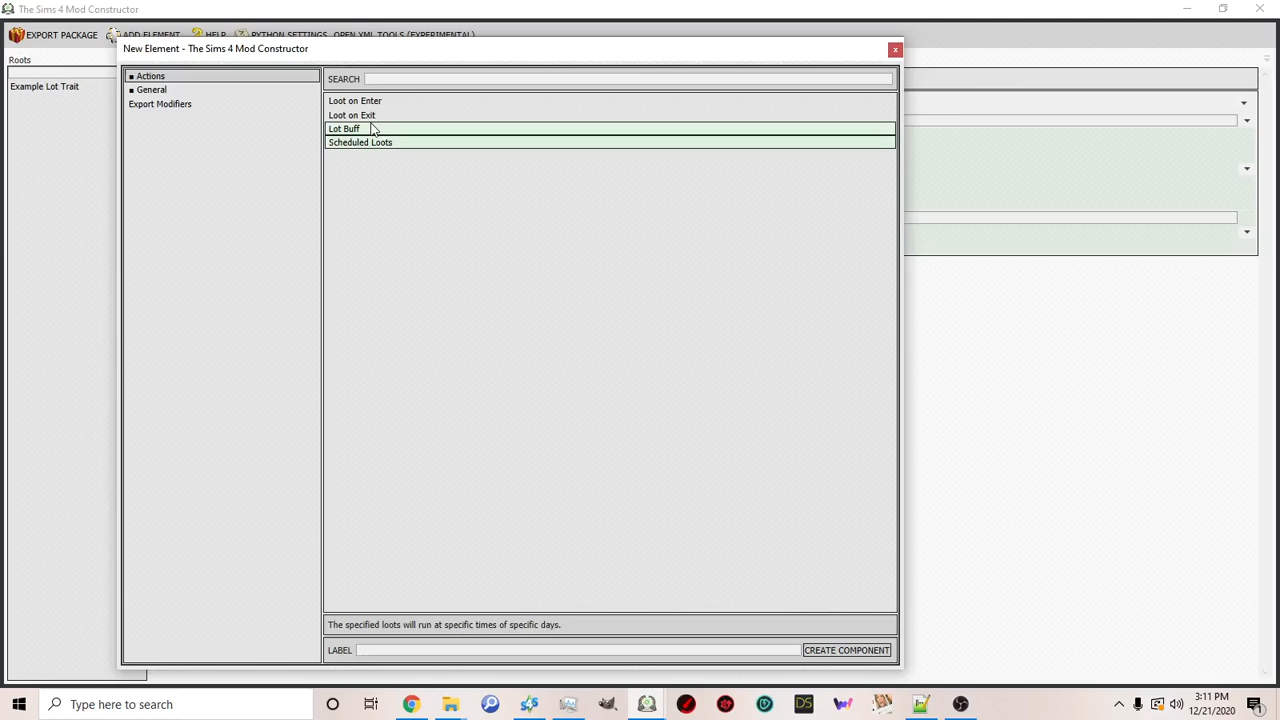 The Sims 4 Mod Constructor
EXPORT PACKAGE
ADD ELEMENT
HELP
PYTHON SETTINGS
OPEN XML TOOLS (EXPERIMENTAL)
New Element - The Sims 4 Mod Constructor
x
Roots
Example Lot Trait
Actions
General
Export Modifiers
SEARCH
Loot on Enter
Loot on Exit
Lot Buff
Scheduled Loots
The specified loots will run at specific times of specific days.
LABEL
CREATE COMPONENT
Type here to search
DS
3:11 PM
12/21/2020
1